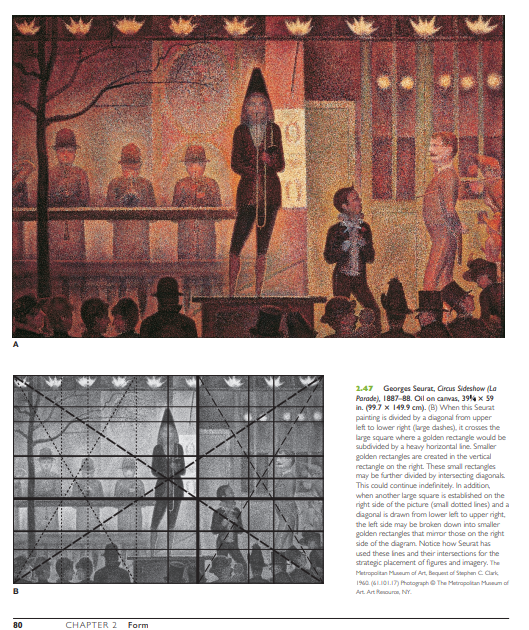 A
2.47 Georges Seurat, Circus Sideshow (La
Parade), 1887–88. Oil on canvas, 39¼ × 59
in. (99.7 × 149.9 cm). (B) When this Seurat
painting is divided by a diagonal from upper
left to lower right (large dashes), it crosses the
large square where a golden rectangle would be
subdivided by a heavy horizontal line. Smaller
golden rectangles are created in the vertical
rectangle on the right. These small rectangles
may be further divided by intersecting diagonals.
This could continue indefinitely. In addition,
when another large square is established on the
right side of the picture (small dotted lines) and a
diagonal is drawn from lower left to upper right,
the left side may be broken down into smaller
golden rectangles that mirror those on the right
side of the diagram. Notice how Seurat has
used these lines and their intersections for the
strategic placement of figures and imagery. The
Metropolitan Museum of Art, Bequest of Stephen C. Clark,
1960. (61.101.17) Photograph © The Metropolitan Museum of
Art. Art Resource, NY.
B
80 CHAPTER 2 Form